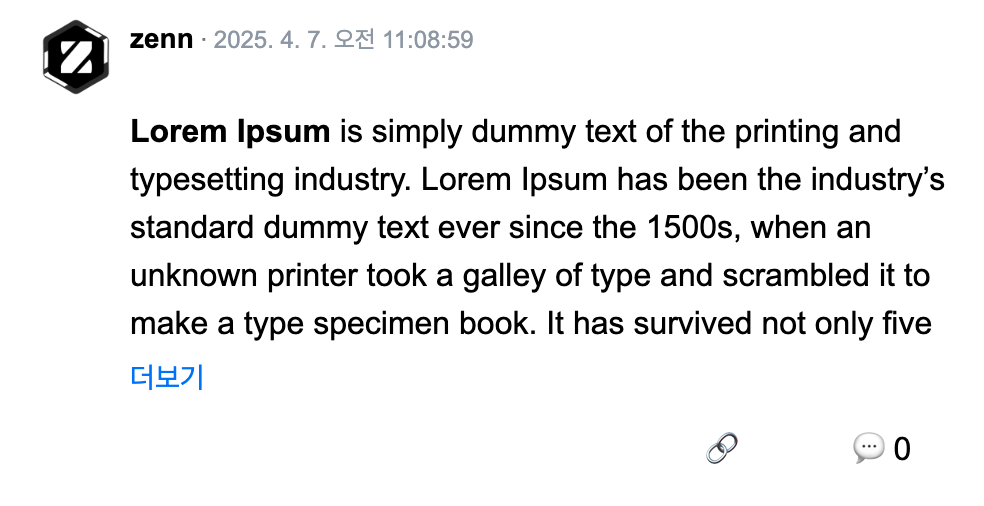 zenn · 2025. 4. 7. 오전 11:08:59
Lorem Ipsum is simply dummy text of the printing and
typesetting industry. Lorem Ipsum has been the industry’s
standard dummy text ever since the 1500s, when an
unknown printer took a galley of type and scrambled it to
make a type specimen book. It has survived not only five
더보기
0